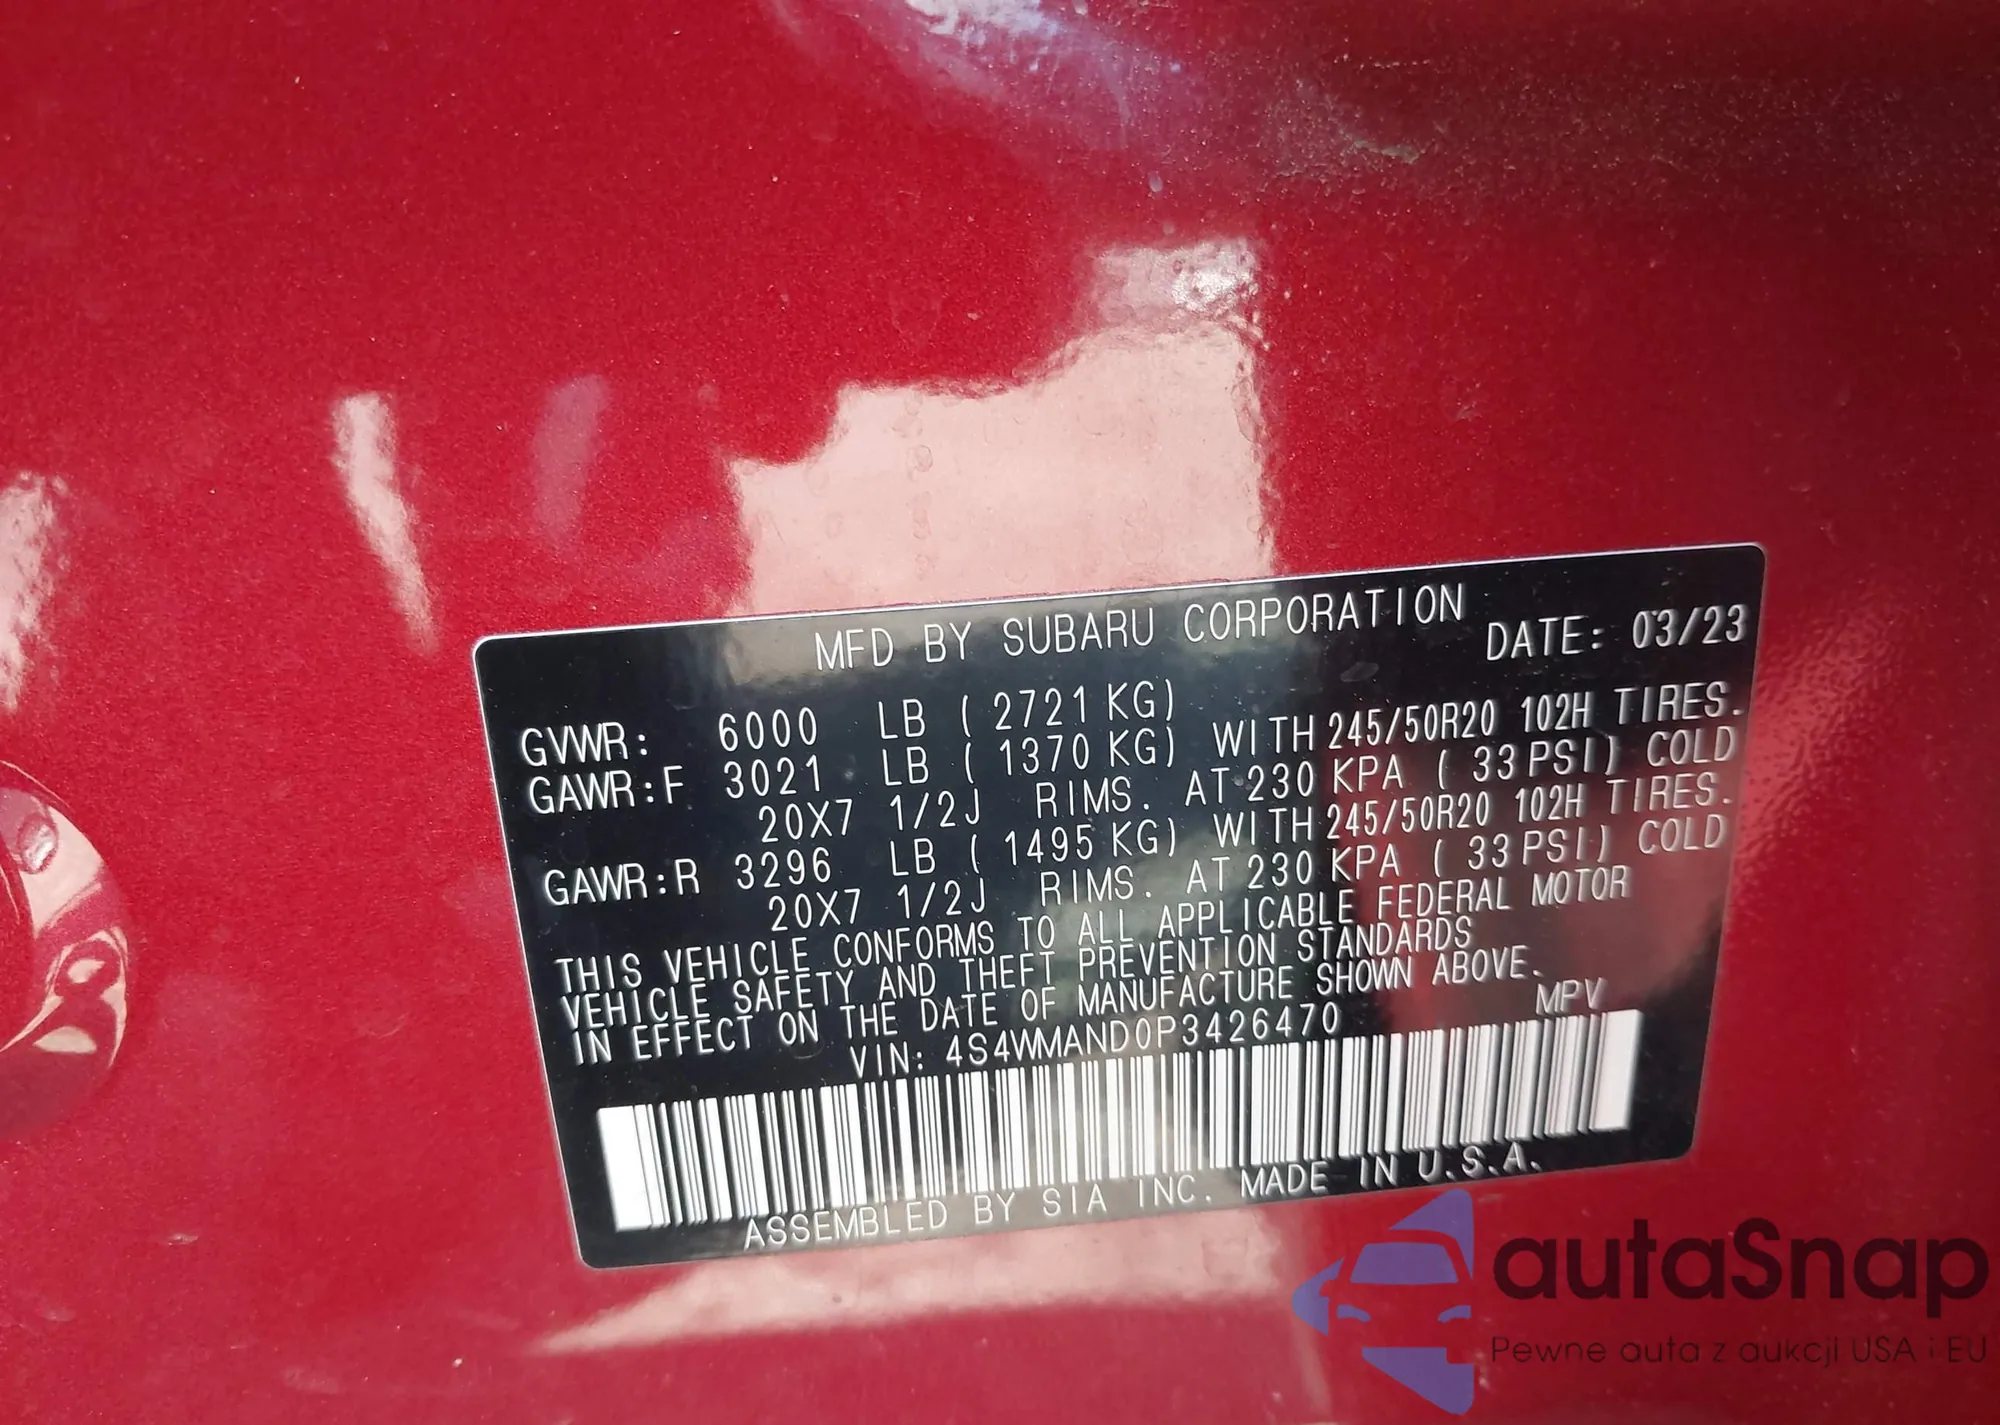 MFD BY SUBARU CORPORATION DATE: 03/23
GVWR: 6000 LB ( 2721 KG)
GAWR:F 3021 LB ( 1370 KG) WITH 245/50R20 102H TIRES.
20X7 1/2J RIMS. AT 230 KPA ( 33 PSI) COLD
GAWR:R 3296 LB ( 1495 KG) WITH 245/50R20 102H TIRES.
20X7 1/2J RIMS. AT 230 KPA ( 33 PSI) COLD
THIS VEHICLE CONFORMS TO ALL APPLICABLE FEDERAL MOTOR
VEHICLE SAFETY AND THEFT PREVENTION STANDARDS
IN EFFECT ON THE DATE OF MANUFACTURE SHOWN ABOVE.
VIN: 4S4WMAND0P3426470 MPV
ASSEMBLED BY SIA INC. MADE IN U.S.A.
autaSnap
Pewne auta z aukcji USA i EU